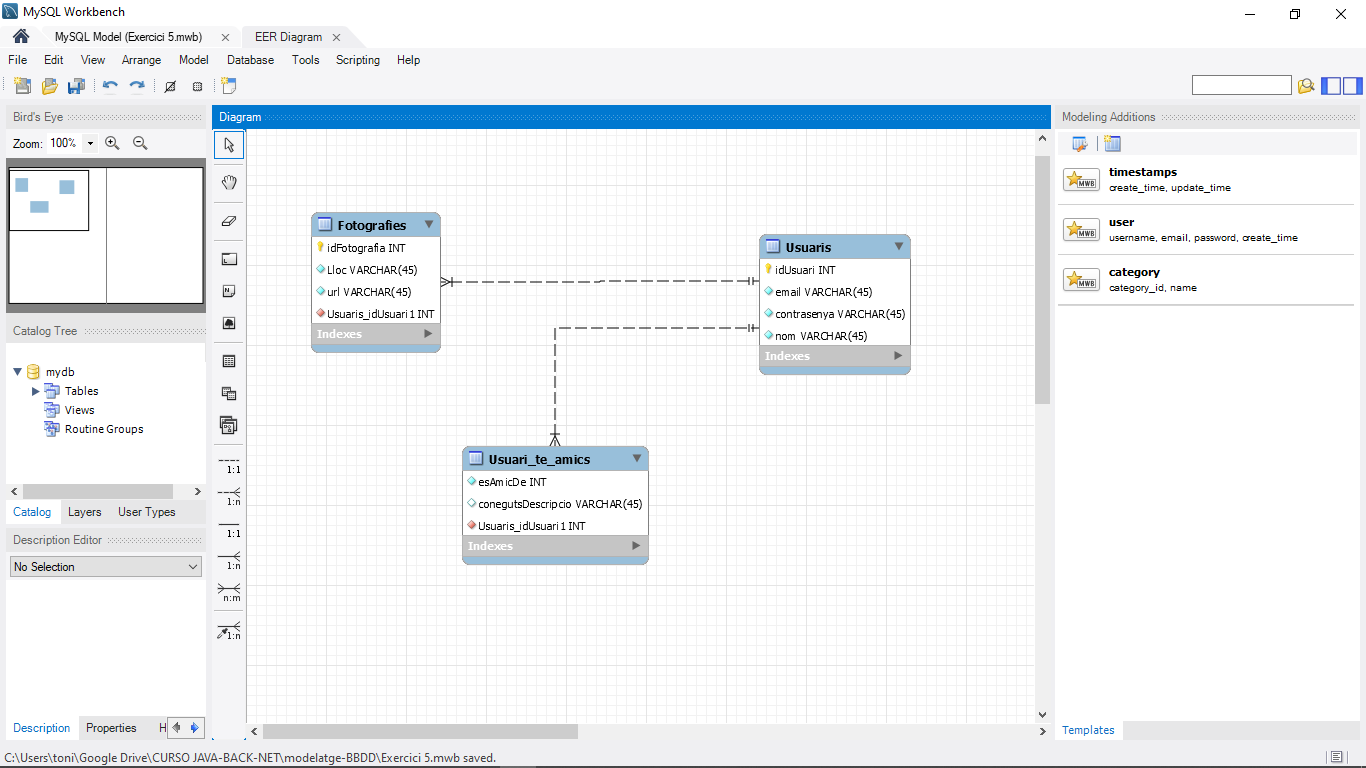 MySQL Workbench
MySQL Model (Exercici 5.mwb)
EER Diagram
File Edit View Arrange Model Database Tools Scripting Help
Bird's Eye
Zoom: 100%
Catalog Tree
mydb
Tables
Views
Routine Groups
Catalog Layers User Types
Description Editor
No Selection
Description Properties H
Diagram
1:1
1:n
1:1
1:n
n:m
1:n
Fotografies
idFotografia INT
Lloc VARCHAR(45)
url VARCHAR(45)
Usuaris_idUsuari1 INT
Indexes
Usuaris
idUsuari INT
email VARCHAR(45)
contrasenya VARCHAR(45)
nom VARCHAR(45)
Indexes
Usuari_te_amics
esAmicDe INT
conegutsDescripcio VARCHAR(45)
Usuaris_idUsuari1 INT
Indexes
Modeling Additions
MWB
timestamps
create_time, update_time
MWB
user
username, email, password, create_time
MWB
category
category_id, name
Templates
C:\Users\toni\Google Drive\CURSO JAVA-BACK-NET\modelatge-BBDD\Exercici 5.mwb saved.